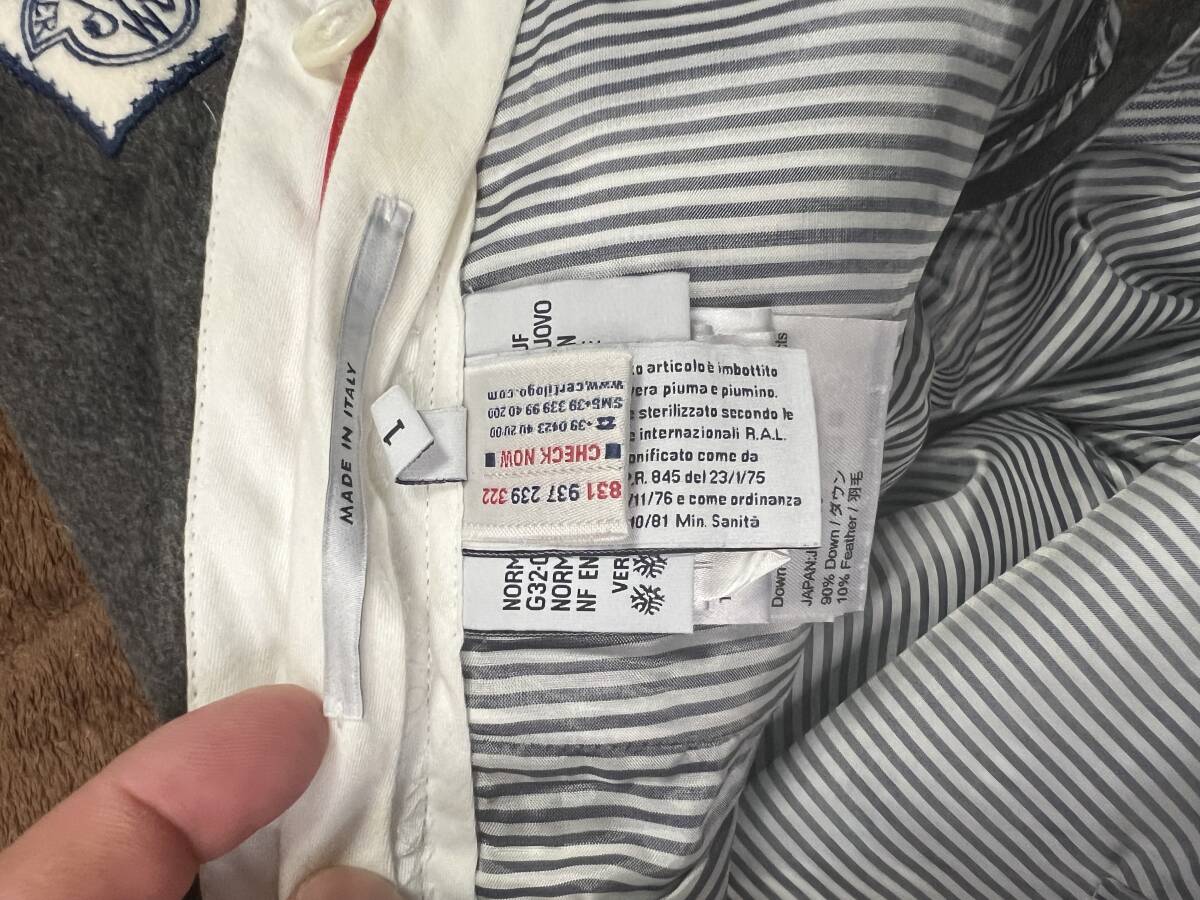 MADE IN ITALY
1
831 937 239 322
CHECK NOW
+39 0423 40 20 00
SMS+39 339 99 40 200
www.certilogo.com
articolo è imbottito
vera piuma e piumino.
sterilizzato secondo le
internazionali R.A.L.
come da
845 del 23/1/75
/11/76 e come ordinanza
10/81 Min. Sanità
NORM
G32-
NORM
NF EN
VER
Down
JAPAN:
90% Down / ダウン
10% Feather / 羽毛